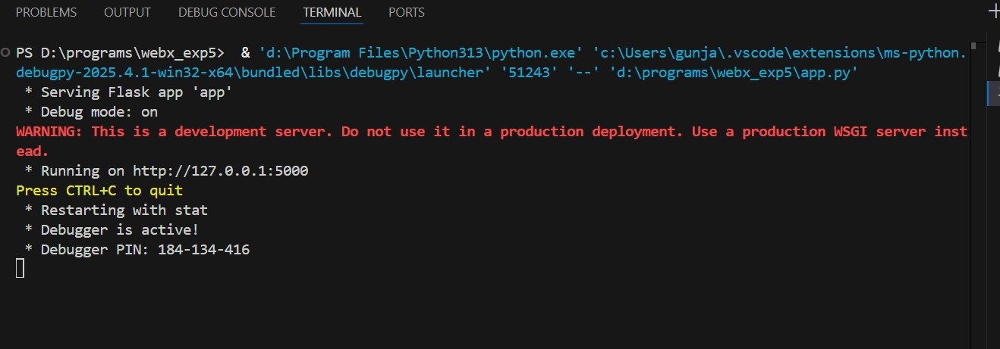 PROBLEMS OUTPUT DEBUG CONSOLE TERMINAL PORTS
PS D:\programs\webx_exp5>  & 'd:\Program Files\Python313\python.exe' 'c:\Users\gunja\.vscode\extensions\ms-python.
debugpy-2025.4.1-win32-x64\bundled\libs\debugpy\launcher' '51243' '--' 'd:\programs\webx_exp5\app.py'
 * Serving Flask app 'app'
 * Debug mode: on
WARNING: This is a development server. Do not use it in a production deployment. Use a production WSGI server inst
ead.
 * Running on http://127.0.0.1:5000
Press CTRL+C to quit
 * Restarting with stat
 * Debugger is active!
 * Debugger PIN: 184-134-416